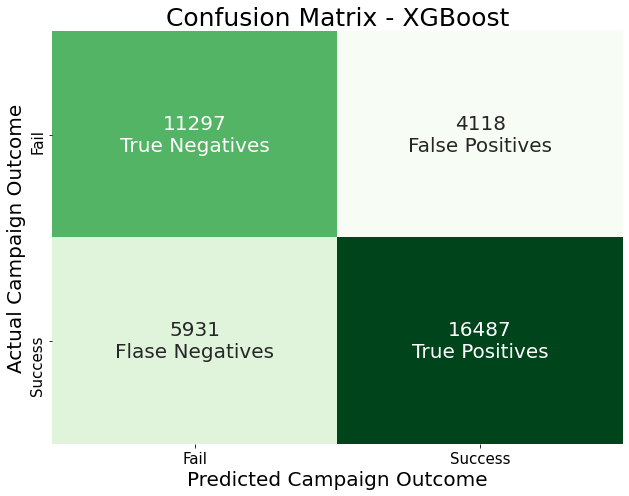 Confusion Matrix - XGBoost
Actual Campaign Outcome
Fail
11297
True Negatives
4118
False Positives
Success
5931
Flase Negatives
16487
True Positives
Fail
Success
Predicted Campaign Outcome